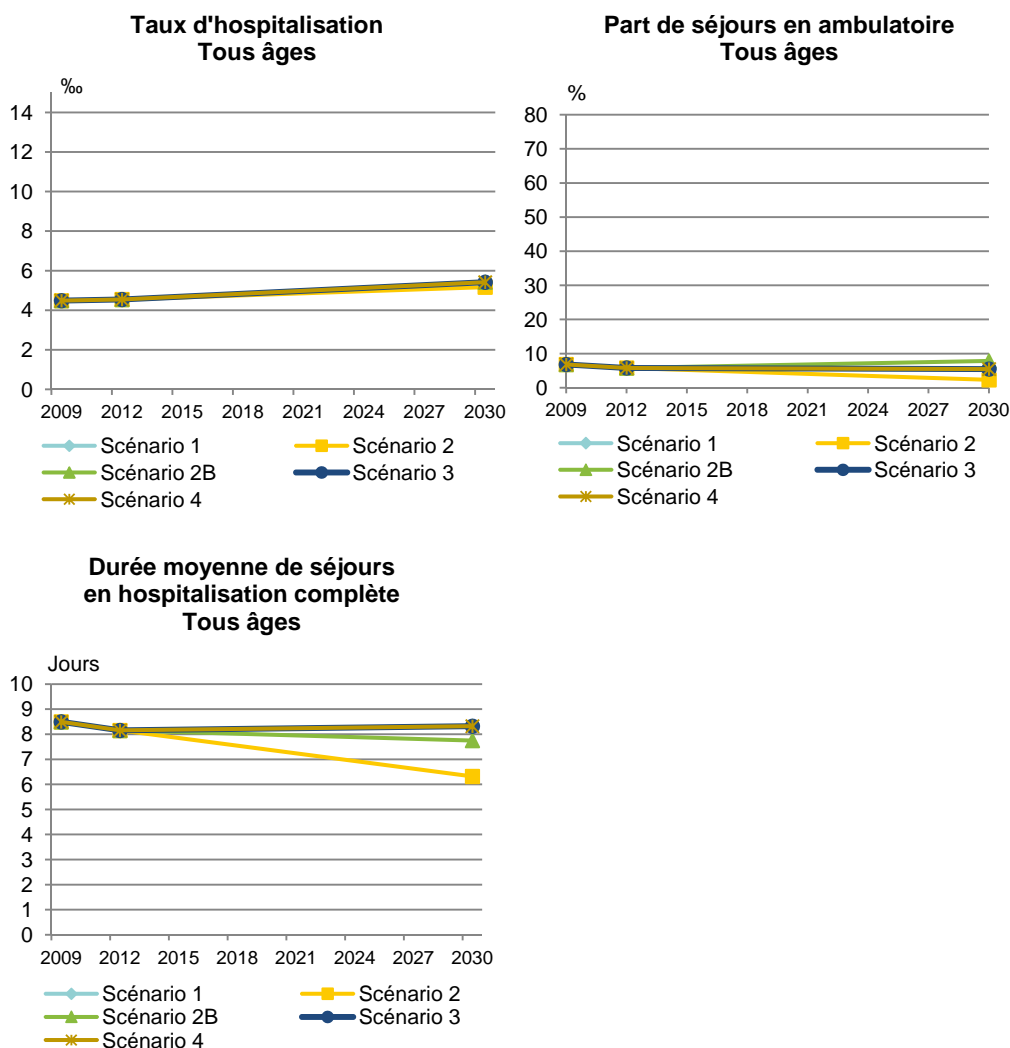 Taux d'hospitalisation
Tous âges
‰
14
12
10
8
6
4
2
0
2009 2012 2015 2018 2021 2024 2027 2030
Scénario 1 Scénario 2
Scénario 2B Scénario 3
Scénario 4
Part de séjours en ambulatoire
Tous âges
%
80
70
60
50
40
30
20
10
0
2009 2012 2015 2018 2021 2024 2027 2030
Scénario 1 Scénario 2
Scénario 2B Scénario 3
Scénario 4
Durée moyenne de séjours
en hospitalisation complète
Tous âges
Jours
10
9
8
7
6
5
4
3
2
1
0
2009 2012 2015 2018 2021 2024 2027 2030
Scénario 1 Scénario 2
Scénario 2B Scénario 3
Scénario 4